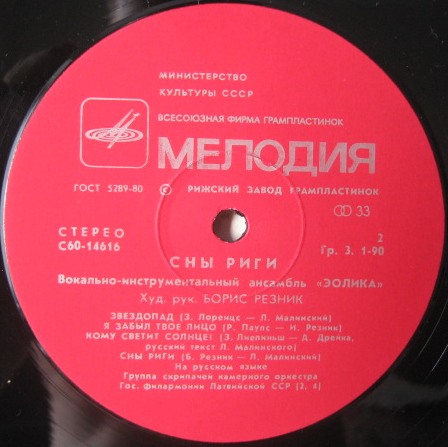 МИНИСТЕРСТВО
КУЛЬТУРЫ СССР
ВСЕСОЮЗНАЯ ФИРМА ГРАМПЛАСТИНОК
МЕЛОДИЯ
ГОСТ 5289-80 © РИЖСКИЙ ЗАВОД ГРАМПЛАСТИНОК
33
СТЕРЕО
С60-14616
2
Гр. 3. 1-90
СНЫ РИГИ
Вокально-инструментальный ансамбль «ЭОЛИКА»
Худ. рук. БОРИС РЕЗНИК
ЗВЕЗДОПАД (З. Лоренцс — Л. Малинский)
Я ЗАБЫЛ ТВОЕ ЛИЦО (Р. Паулс — И. Резник)
КОМУ СВЕТИТ СОЛНЦЕ? (З. Лиепиньш — Д. Дрейка,
русский текст Л. Малинского)
СНЫ РИГИ (Б. Резник — Л. Малинский)
На русском языке
Группа скрипачей камерного оркестра
Гос. филармонии Латвийской ССР (2, 4)